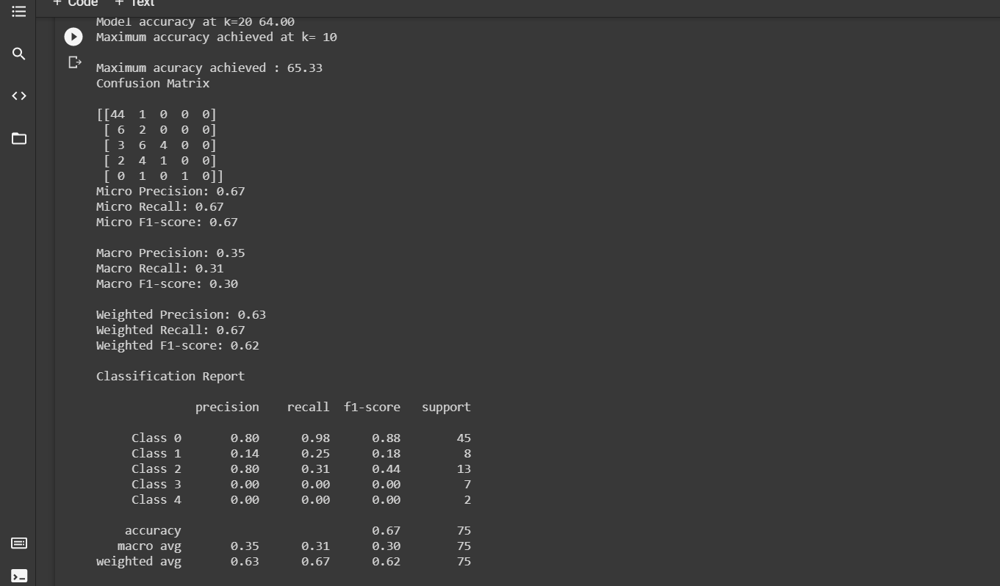 + Code + Text
Model accuracy at k=20 64.00
Maximum accuracy achieved at k= 10
Maximum acuracy achieved : 65.33
Confusion Matrix
[[44 1 0 0 0]
[ 6 2 0 0 0]
[ 3 6 4 0 0]
[ 2 4 1 0 0]
[ 0 1 0 1 0]]
Micro Precision: 0.67
Micro Recall: 0.67
Micro F1-score: 0.67
Macro Precision: 0.35
Macro Recall: 0.31
Macro F1-score: 0.30
Weighted Precision: 0.63
Weighted Recall: 0.67
Weighted F1-score: 0.62
Classification Report
precision recall f1-score support
Class 0 0.80 0.98 0.88 45
Class 1 0.14 0.25 0.18 8
Class 2 0.80 0.31 0.44 13
Class 3 0.00 0.00 0.00 7
Class 4 0.00 0.00 0.00 2
accuracy 0.67 75
macro avg 0.35 0.31 0.30 75
weighted avg 0.63 0.67 0.62 75